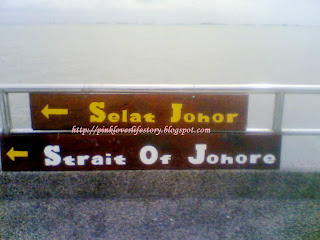 Selat Johor
http://pinkloverlifestory.blogspot.com
Strait Of Johore